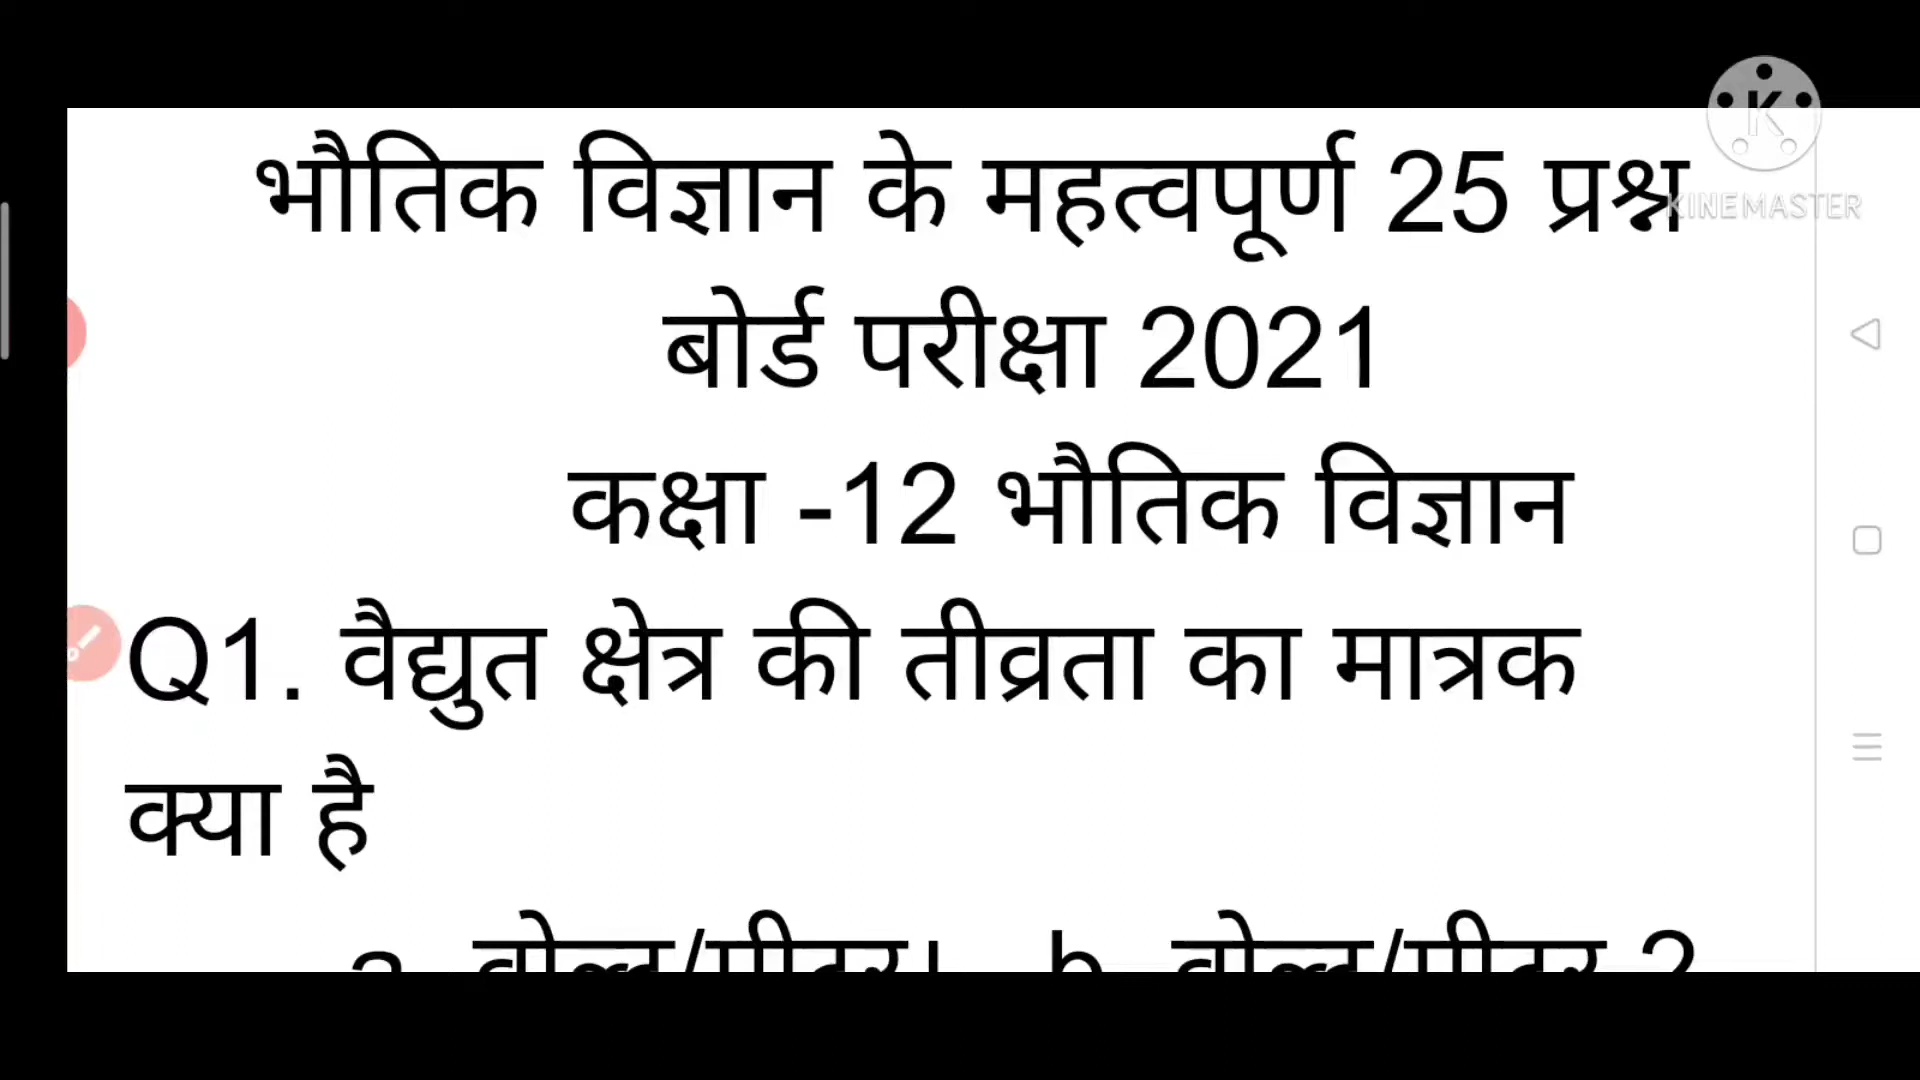 भौतिक विज्ञान के महत्वपूर्ण 25 प्रश्न
K
KINEMASTER
बोर्ड परीक्षा 2021
कक्षा -12 भौतिक विज्ञान
Q1. वैद्युत क्षेत्र की तीव्रता का मात्रक
क्या है